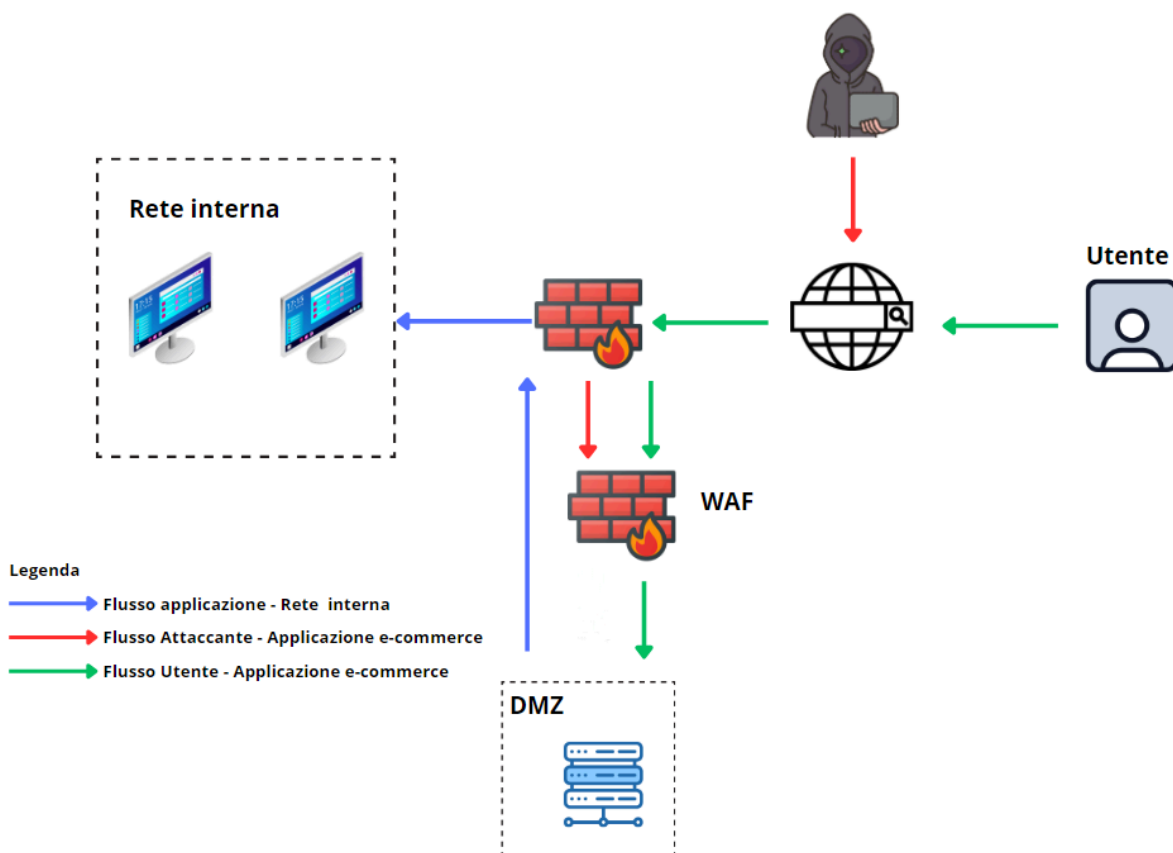 Rete interna
Utente
WAF
Legenda
Flusso applicazione - Rete interna
Flusso Attaccante - Applicazione e-commerce
Flusso Utente - Applicazione e-commerce
DMZ